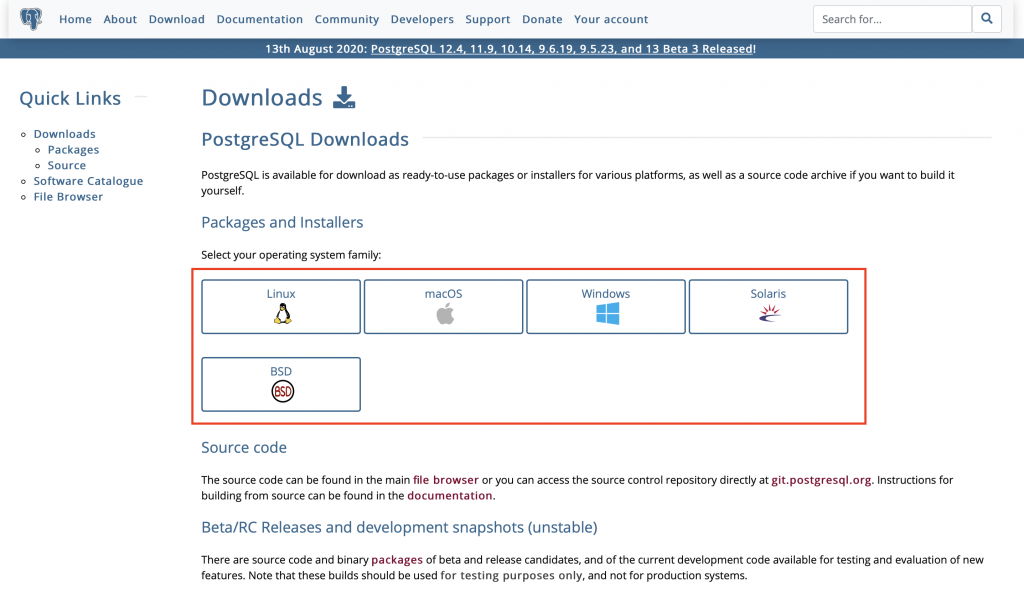 Home About Download Documentation Community Developers Support Donate Your account Search for...
13th August 2020: PostgreSQL 12.4, 11.9, 10.14, 9.6.19, 9.5.23, and 13 Beta 3 Released!
Quick Links
Downloads
Packages
Source
Software Catalogue
File Browser
Downloads
PostgreSQL Downloads
PostgreSQL is available for download as ready-to-use packages or installers for various platforms, as well as a source code archive if you want to build it
yourself.
Packages and Installers
Select your operating system family:
Linux macOS Windows Solaris
BSD
BSD
Source code
The source code can be found in the main file browser or you can access the source control repository directly at git.postgresql.org. Instructions for
building from source can be found in the documentation.
Beta/RC Releases and development snapshots (unstable)
There are source code and binary packages of beta and release candidates, and of the current development code available for testing and evaluation of new
features. Note that these builds should be used for testing purposes only, and not for production systems.